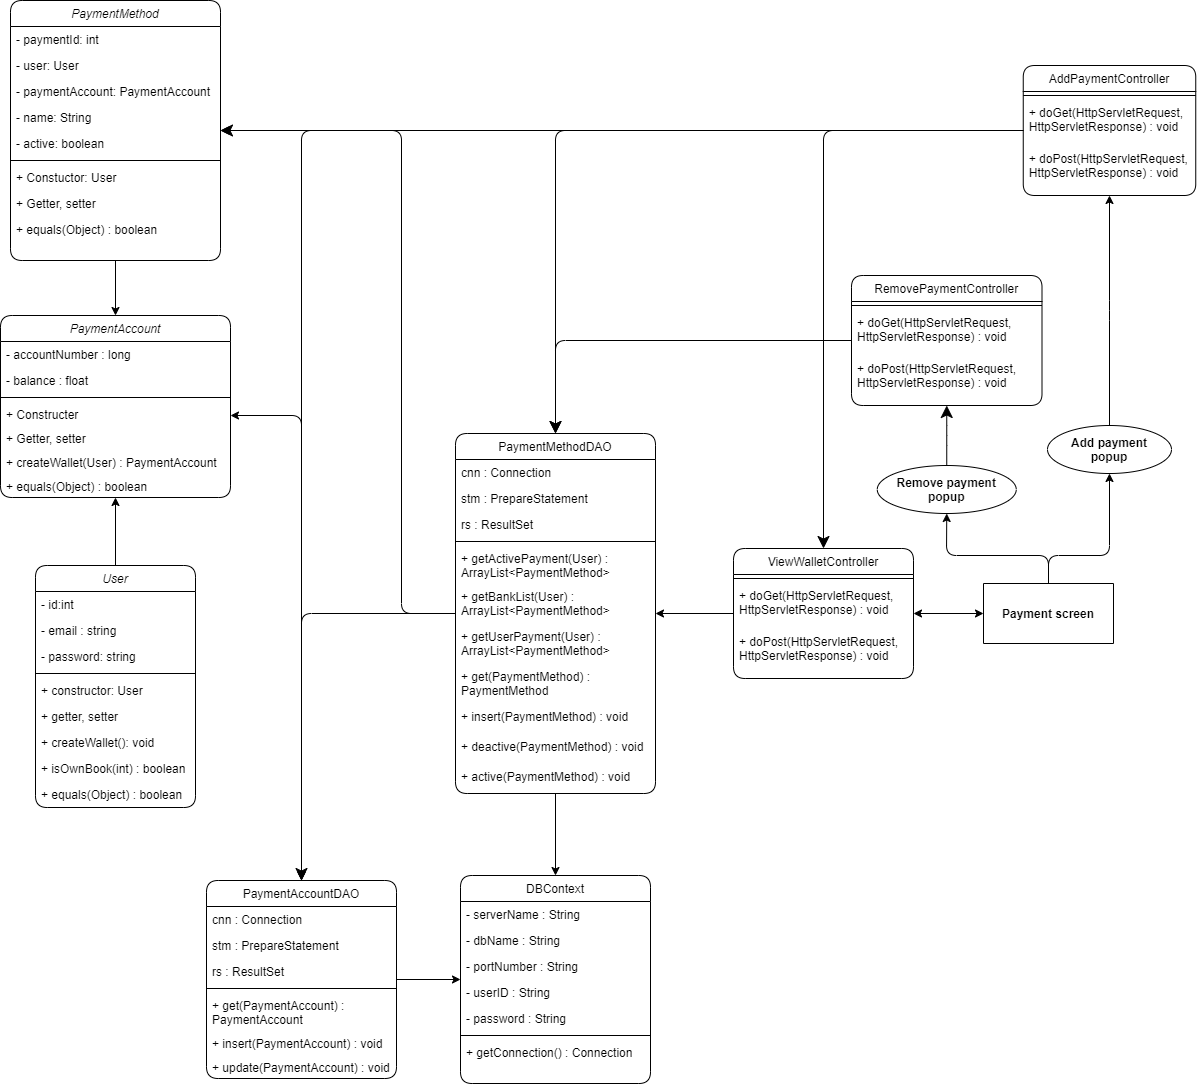 PaymentMethod
- paymentId: int
- user: User
- paymentAccount: PaymentAccount
- name: String
- active: boolean
+ Constuctor: User
+ Getter, setter
+ equals(Object) : boolean
AddPaymentController
+ doGet(HttpServletRequest,
HttpServletResponse) : void
+ doPost(HttpServletRequest,
HttpServletResponse) : void
RemovePaymentController
+ doGet(HttpServletRequest,
HttpServletResponse) : void
+ doPost(HttpServletRequest,
HttpServletResponse) : void
PaymentAccount
- accountNumber : long
- balance : float
+ Constructer
+ Getter, setter
+ createWallet(User) : PaymentAccount
+ equals(Object) : boolean
Add payment
popup
Remove payment
popup
PaymentMethodDAO
cnn : Connection
stm : PrepareStatement
rs : ResultSet
+ getActivePayment(User) :
ArrayList<PaymentMethod>
+ getBankList(User) :
ArrayList<PaymentMethod>
+ getUserPayment(User) :
ArrayList<PaymentMethod>
+ get(PaymentMethod) :
PaymentMethod
+ insert(PaymentMethod) : void
+ deactive(PaymentMethod) : void
+ active(PaymentMethod) : void
ViewWalletController
+ doGet(HttpServletRequest,
HttpServletResponse) : void
+ doPost(HttpServletRequest,
HttpServletResponse) : void
Payment screen
User
- id:int
- email : string
- password: string
+ constructor: User
+ getter, setter
+ createWallet(): void
+ isOwnBook(int) : boolean
+ equals(Object) : boolean
PaymentAccountDAO
cnn : Connection
stm : PrepareStatement
rs : ResultSet
+ get(PaymentAccount) :
PaymentAccount
+ insert(PaymentAccount) : void
+ update(PaymentAccount) : void
DBContext
- serverName : String
- dbName : String
- portNumber : String
- userID : String
- password : String
+ getConnection() : Connection